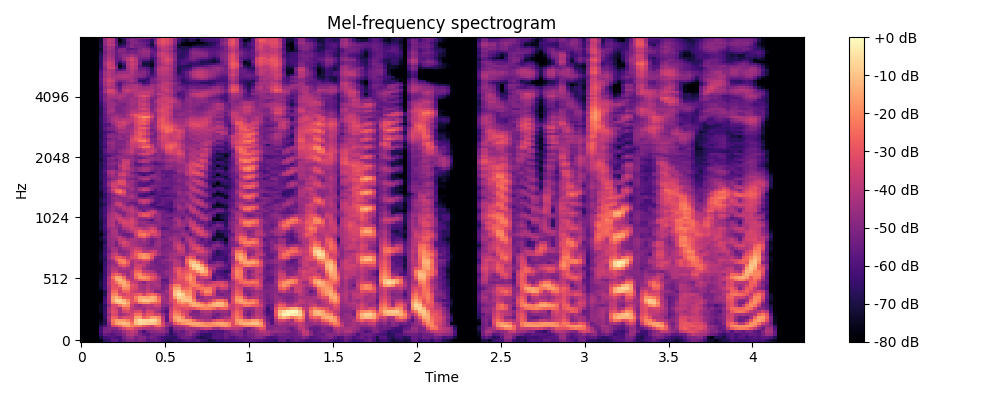 Mel-frequency spectrogram
Hz
4096
2048
1024
512
0
0
0.5
1
1.5
2
2.5
3
3.5
4
Time
+0 dB
-10 dB
-20 dB
-30 dB
-40 dB
-50 dB
-60 dB
-70 dB
-80 dB